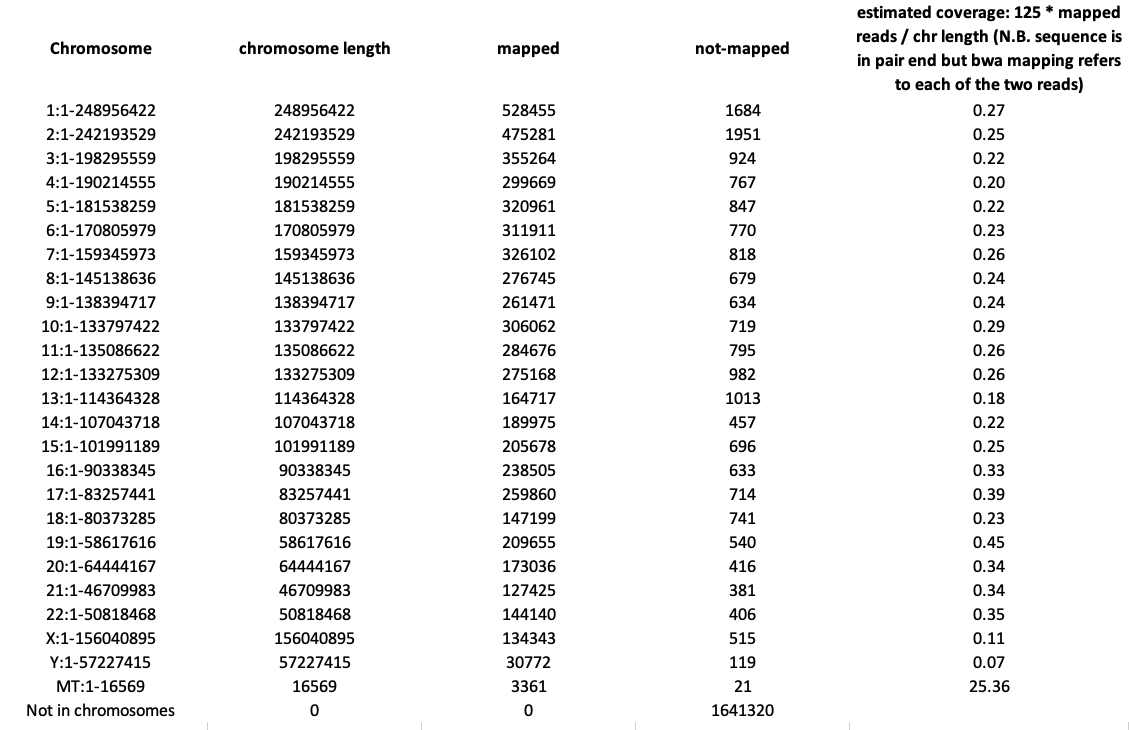 estimated coverage: 125 * mapped
reads / chr length (N.B. sequence is
in pair end but bwa mapping refers
to each of the two reads)
Chromosome chromosome length mapped not-mapped
1:1-248956422 248956422 528455 1684 0.27
2:1-242193529 242193529 475281 1951 0.25
3:1-198295559 198295559 355264 924 0.22
4:1-190214555 190214555 299669 767 0.20
5:1-181538259 181538259 320961 847 0.22
6:1-170805979 170805979 311911 770 0.23
7:1-159345973 159345973 326102 818 0.26
8:1-145138636 145138636 276745 679 0.24
9:1-138394717 138394717 261471 634 0.24
10:1-133797422 133797422 306062 719 0.29
11:1-135086622 135086622 284676 795 0.26
12:1-133275309 133275309 275168 982 0.26
13:1-114364328 114364328 164717 1013 0.18
14:1-107043718 107043718 189975 457 0.22
15:1-101991189 101991189 205678 696 0.25
16:1-90338345 90338345 238505 633 0.33
17:1-83257441 83257441 259860 714 0.39
18:1-80373285 80373285 147199 741 0.23
19:1-58617616 58617616 209655 540 0.45
20:1-64444167 64444167 173036 416 0.34
21:1-46709983 46709983 127425 381 0.34
22:1-50818468 50818468 144140 406 0.35
X:1-156040895 156040895 134343 515 0.11
Y:1-57227415 57227415 30772 119 0.07
MT:1-16569 16569 3361 21 25.36
Not in chromosomes 0 0 1641320